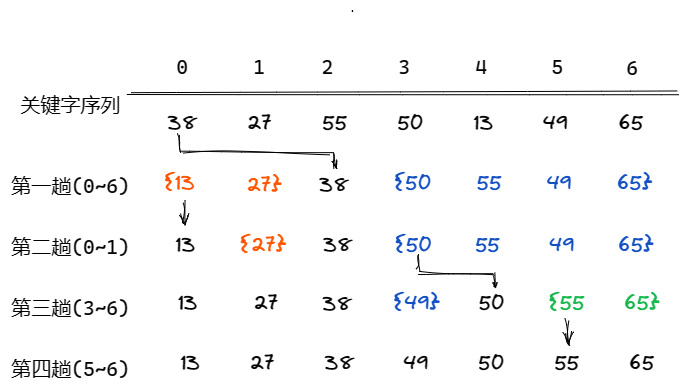 0 1 2 3 4 5 6
关键字序列
38 27 55 50 13 49 65
第一趟(0~6) {13 27} 38 {50 55 49 65}
第二趟(0~1) 13 {27} 38 {50 55 49 65}
第三趟(3~6) 13 27 38 {49} 50 {55 65}
第四趟(5~6) 13 27 38 49 50 55 65